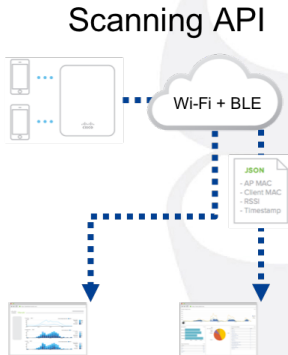 Scanning API
Wi-Fi + BLE
JSON
- AP MAC
- Client MAC
- RSSI
- Timestamp